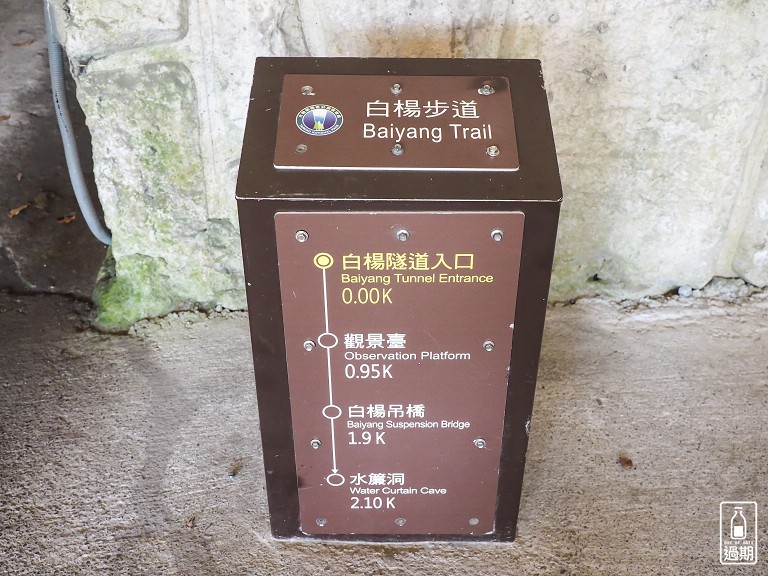 白楊步道
Baiyang Trail
白楊隧道入口
Baiyang Tunnel Entrance
0.00K
觀景臺
Observation Platform
0.95K
白楊吊橋
Baiyang Suspension Bridge
1.9 K
水簾洞
Water Curtain Cave
2.10 K
過期